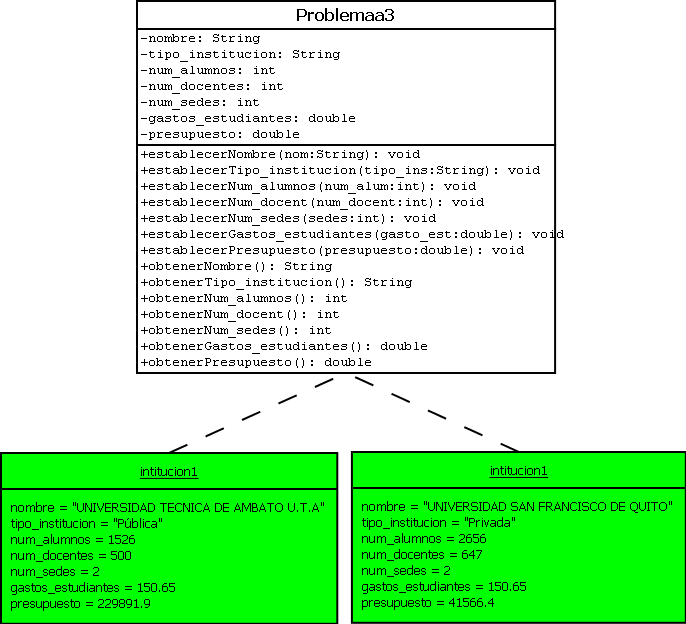 Problemaa3
-nombre: String
-tipo_institucion: String
-num_alumnos: int
-num_docentes: int
-num_sedes: int
-gastos_estudiantes: double
-presupuesto: double
+establecerNombre(nom:String): void
+establecerTipo_institucion(tipo_ins:String): void
+establecerNum_alumnos(num_alum:int): void
+establecerNum_docent(num_docent:int): void
+establecerNum_sedes(sedes:int): void
+establecerGastos_estudiantes(gasto_est:double): void
+establecerPresupuesto(presupuesto:double): void
+obtenerNombre(): String
+obtenerTipo_institucion(): String
+obtenerNum_alumnos(): int
+obtenerNum_docent(): int
+obtenerNum_sedes(): int
+obtenerGastos_estudiantes(): double
+obtenerPresupuesto(): double
intitucion1
nombre = "UNIVERSIDAD TECNICA DE AMBATO U.T.A"
tipo_institucion = "Pública"
num_alumnos = 1526
num_docentes = 500
num_sedes = 2
gastos_estudiantes = 150.65
presupuesto = 229891.9
intitucion1
nombre = "UNIVERSIDAD SAN FRANCISCO DE QUITO"
tipo_institucion = "Privada"
num_alumnos = 2656
num_docentes = 647
num_sedes = 2
gastos_estudiantes = 150.65
presupuesto = 41566.4